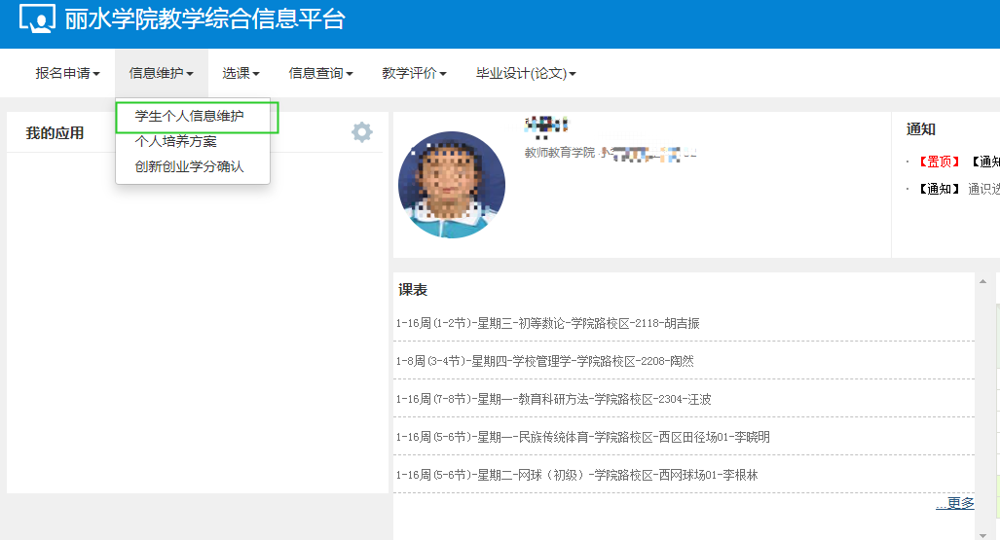 丽水学院教学综合信息平台
报名申请 信息维护 选课 信息查询 教学评价 毕业设计(论文)
学生个人信息维护
个人培养方案
创新创业学分确认
我的应用
教师教育学院
通知
【置顶】 【通知
【通知】 通识选
课表
1-16周(1-2节)-星期三-初等数论-学院路校区-2118-胡吉振
1-8周(3-4节)-星期四-学校管理学-学院路校区-2208-陶然
1-16周(7-8节)-星期一-教育科研方法-学院路校区-2304-汪波
1-16周(5-6节)-星期一-民族传统体育-学院路校区-西区田径场01-李晓明
1-16周(5-6节)-星期二-网球（初级）-学院路校区-西网球场01-李根林
...更多